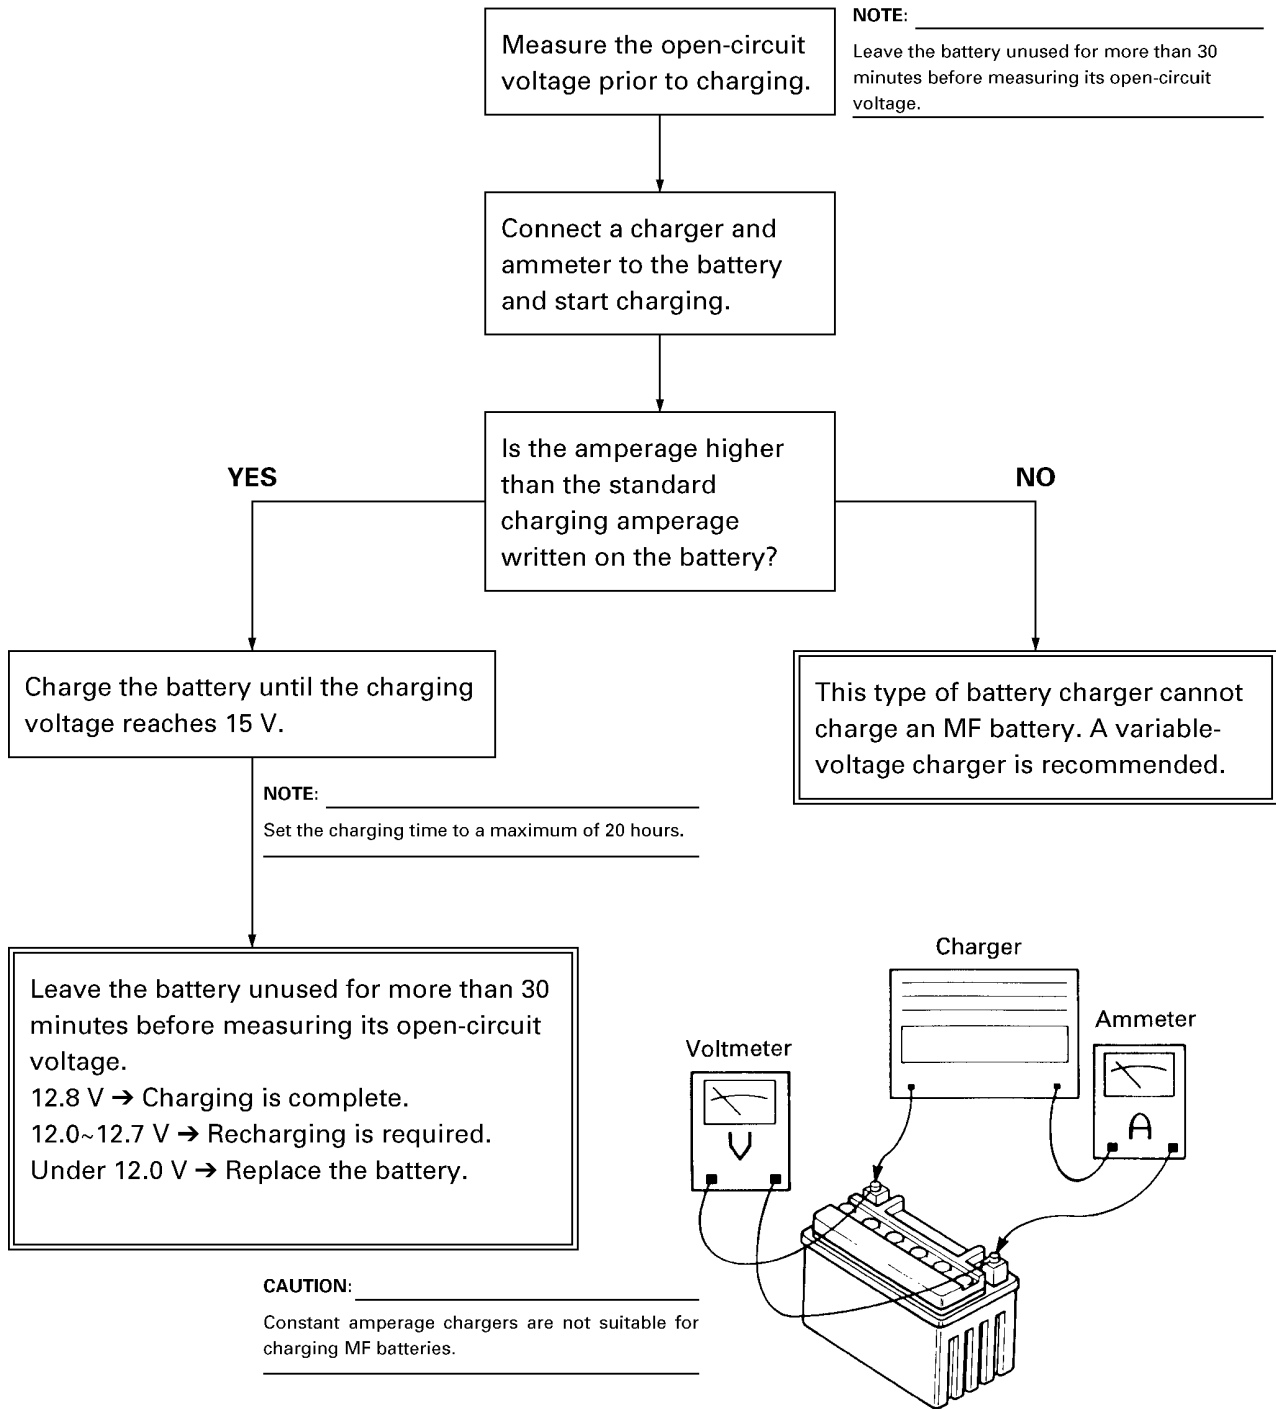 Measure the open-circuit
voltage prior to charging.
NOTE:
Leave the battery unused for more than 30
minutes before measuring its open-circuit
voltage.
Connect a charger and
ammeter to the battery
and start charging.
Is the amperage higher
than the standard
charging amperage
written on the battery?
YES
NO
Charge the battery until the charging
voltage reaches 15 V.
This type of battery charger cannot
charge an MF battery. A variable-
voltage charger is recommended.
NOTE:
Set the charging time to a maximum of 20 hours.
Leave the battery unused for more than 30
minutes before measuring its open-circuit
voltage.
12.8 V ➔ Charging is complete.
12.0~12.7 V ➔ Recharging is required.
Under 12.0 V ➔ Replace the battery.
Charger
Ammeter
Voltmeter
A
V
CAUTION:
Constant amperage chargers are not suitable for
charging MF batteries.